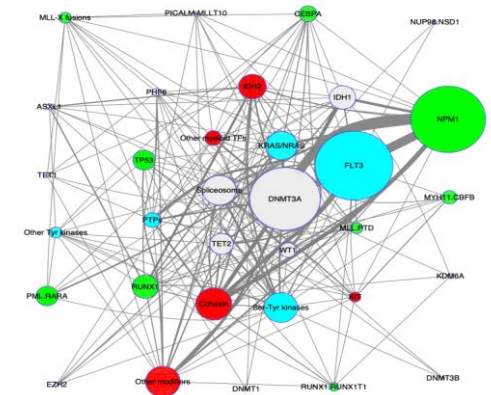 MLL-X fusions
PICALM-MLLT10
CEBPA
NUP98.NSD1
ASXL1
PHF6
IDH2
IDH1
NPM1
Other myeloid TFs
KRAS/NRAS
TP53
FLT3
TET1
Spliceosome
DNMT3A
MYH11.CBFB
Other Tyr kinases
PTPs
MLL.PTD
TET2
WT1
KDM6A
PML.RARA
RUNX1
Cohesin
Ser-Tyr kinases
KIT
EZH2
Other modifiers
DNMT1
RUNX1.RUNX1T1
DNMT3B